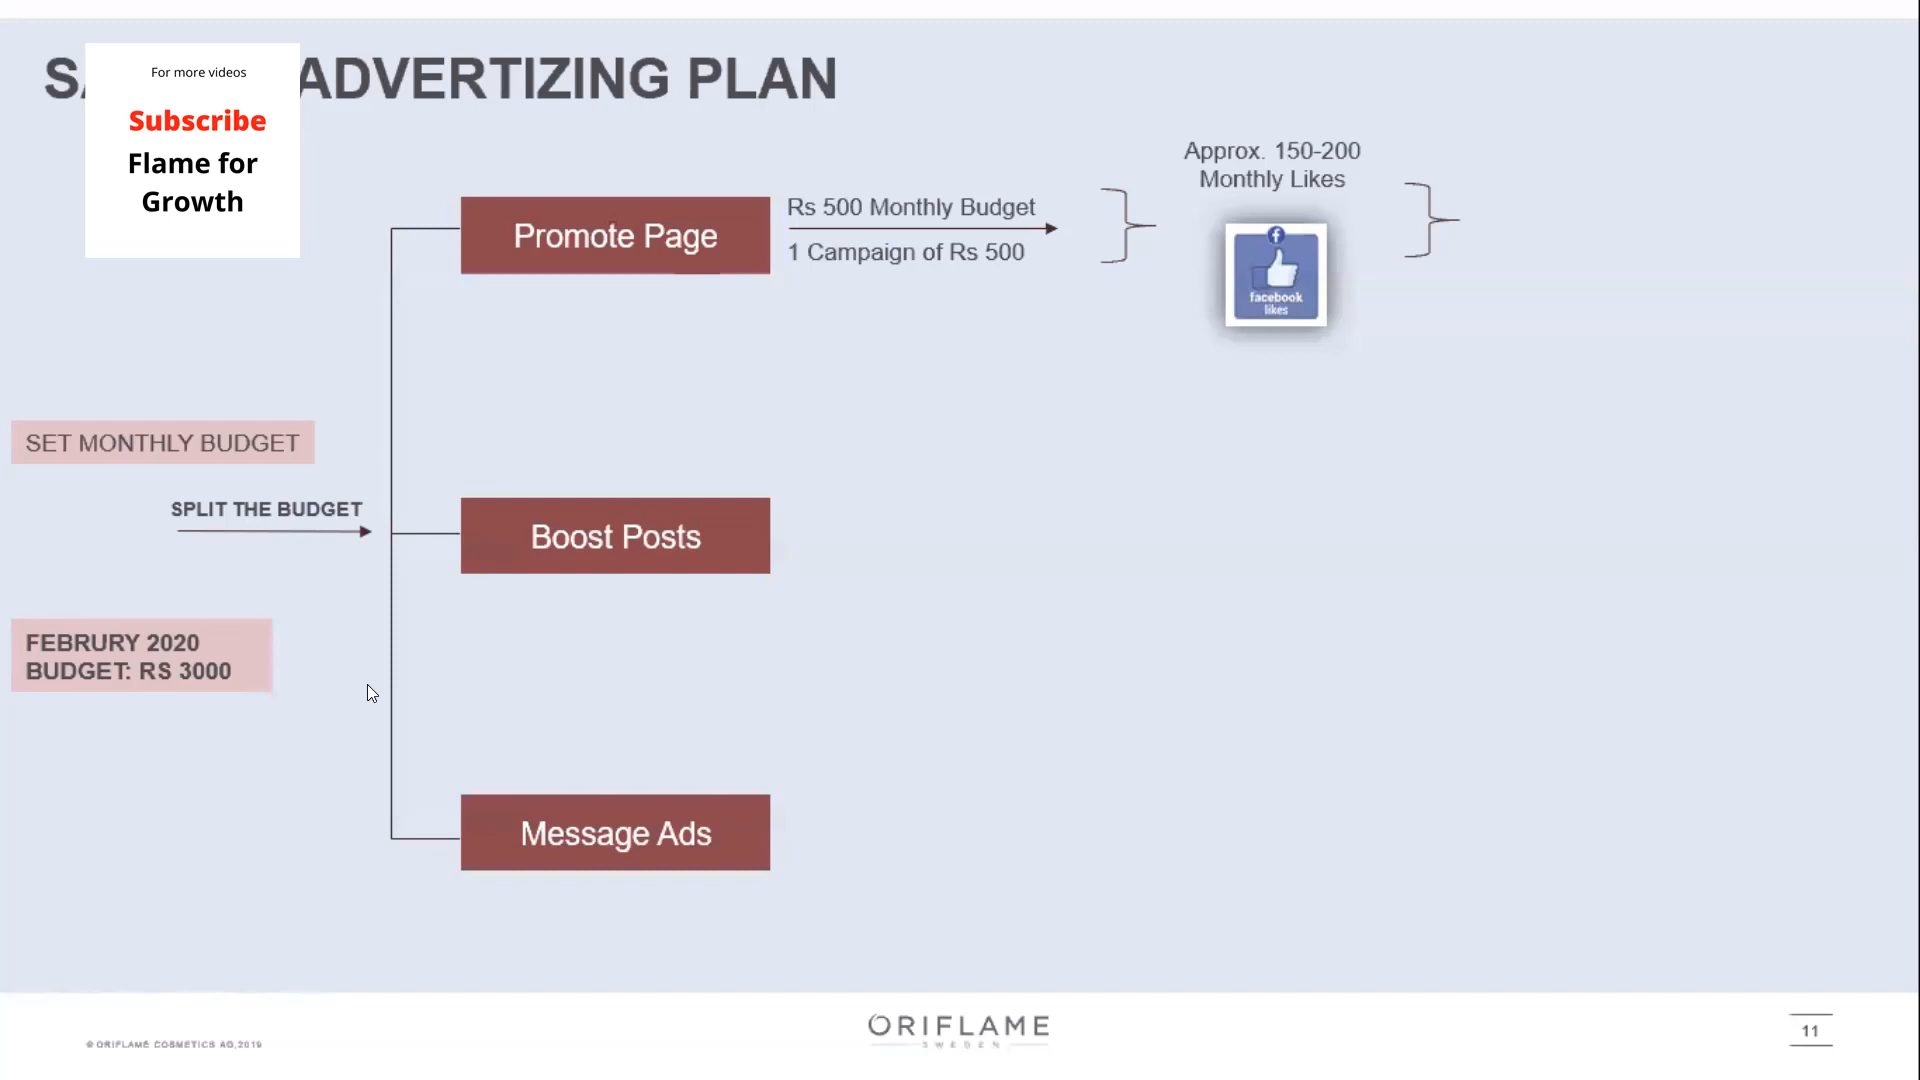 ADVERTIZING PLAN
For more videos
Subscribe
Flame for
Growth
Approx. 150-200
Monthly Likes
Promote Page
Rs 500 Monthly Budget
1 Campaign of Rs 500
facebook
likes
SET MONTHLY BUDGET
SPLIT THE BUDGET
Boost Posts
FEBRURY 2020
BUDGET: RS 3000
Message Ads
© ORIFLAME COSMETICS AG, 2019
ORIFLAME
SWEDEN
11